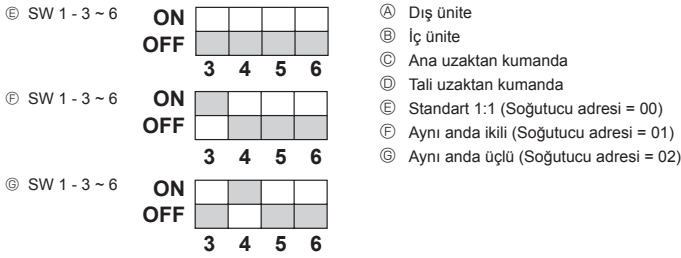 Ⓔ SW 1 - 3 ~ 6
ON
OFF
3 4 5 6
Ⓕ SW 1 - 3 ~ 6
ON
OFF
3 4 5 6
Ⓖ SW 1 - 3 ~ 6
ON
OFF
3 4 5 6
Ⓐ Dış ünite
Ⓑ İç ünite
Ⓒ Ana uzaktan kumanda
Ⓓ Tali uzaktan kumanda
Ⓔ Standart 1:1 (Soğutucu adresi = 00)
Ⓕ Aynı anda ikili (Soğutucu adresi = 01)
Ⓖ Aynı anda üçlü (Soğutucu adresi = 02)